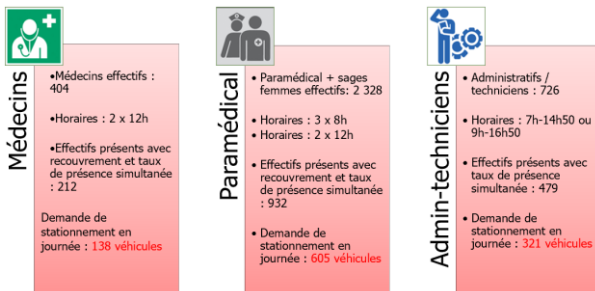 Médecins
•Médecins effectifs :
404
•Horaires : 2 x 12h
•Effectifs présents avec
recouvrement et taux
de présence simultanée
: 212
Demande de
stationnement en
journée : 138 véhicules
Paramédical
• Paramédical + sages
femmes effectifs: 2 328
• Horaires : 3 x 8h
• Horaires : 2 x 12h
• Effectifs présents avec
recouvrement et taux
de présence simultanée
: 932
• Demande de
stationnement en
journée : 605 véhicules
Admin-techniciens
• Administratifs /
techniciens : 726
• Horaires : 7h-14h50 ou
9h-16h50
• Effectifs présents avec
taux de présence
simultanée : 479
• Demande de
stationnement en
journée : 321 véhicules